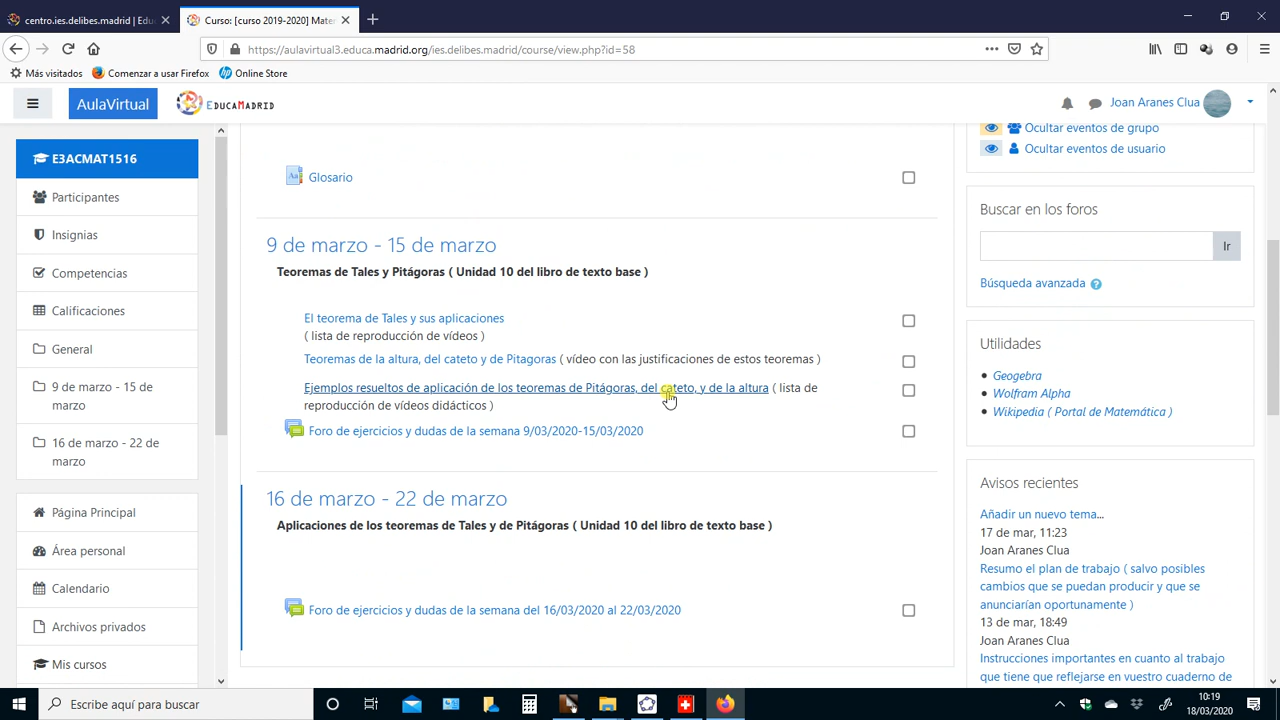 centro.ies.delibes.madrid | Edu
Curso: [curso 2019-2020] Mater
https://aulavirtual3.educa.madrid.org/ies.delibes.madrid/course/view.php?id=58
Más visitados
Comenzar a usar Firefox
Online Store
AulaVirtual
EDUCAMADRID
Joan Aranes Clua
E3ACMAT1516
Participantes
Insignias
Competencias
Calificaciones
General
9 de marzo - 15 de
marzo
16 de marzo - 22 de
marzo
Página Principal
Área personal
Calendario
Archivos privados
Mis cursos
Glosario
9 de marzo - 15 de marzo
Teoremas de Tales y Pitágoras ( Unidad 10 del libro de texto base )
El teorema de Tales y sus aplicaciones
( lista de reproducción de vídeos )
Teoremas de la altura, del cateto y de Pitagoras ( vídeo con las justificaciones de estos teoremas )
Ejemplos resueltos de aplicación de los teoremas de Pitágoras, del cateto, y de la altura ( lista de
reproducción de vídeos didácticos )
Foro de ejercicios y dudas de la semana 9/03/2020-15/03/2020
16 de marzo - 22 de marzo
Aplicaciones de los teoremas de Tales y de Pitágoras ( Unidad 10 del libro de texto base )
Foro de ejercicios y dudas de la semana del 16/03/2020 al 22/03/2020
Ocultar eventos de grupo
Ocultar eventos de usuario
Buscar en los foros
Ir
Búsqueda avanzada
Utilidades
Geogebra
Wolfram Alpha
Wikipedia ( Portal de Matemática )
Avisos recientes
Añadir un nuevo tema...
17 de mar, 11:23
Joan Aranes Clua
Resumo el plan de trabajo ( salvo posibles
cambios que se puedan producir y que se
anunciarían oportunamente )
13 de mar, 18:49
Joan Aranes Clua
Instrucciones importantes en cuanto al trabajo
que tiene que reflejarse en vuestro cuaderno de
Escribe aquí para buscar
10:19
18/03/2020